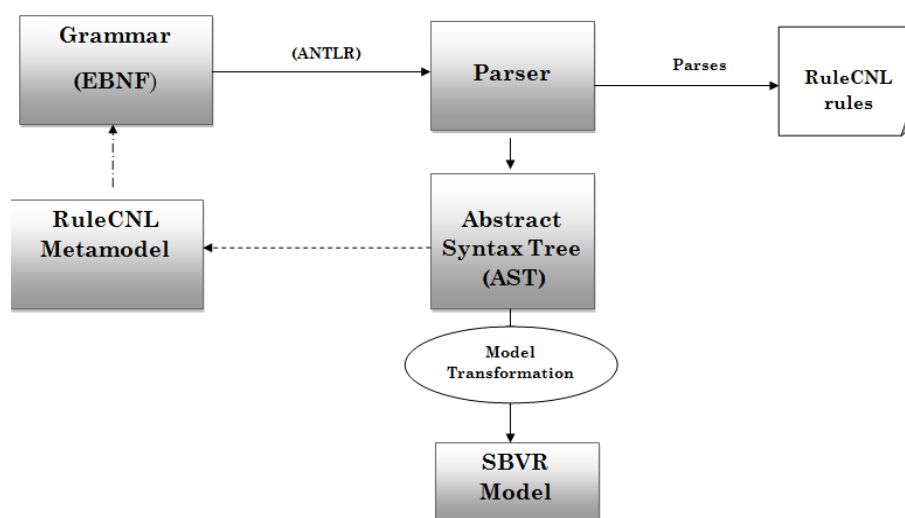 Grammar
(EBNF)
(ANTLR)
Parser
Parses
RuleCNL
rules
RuleCNL
Metamodel
Abstract
Syntax Tree
(AST)
Model
Transformation
SBVR
Model